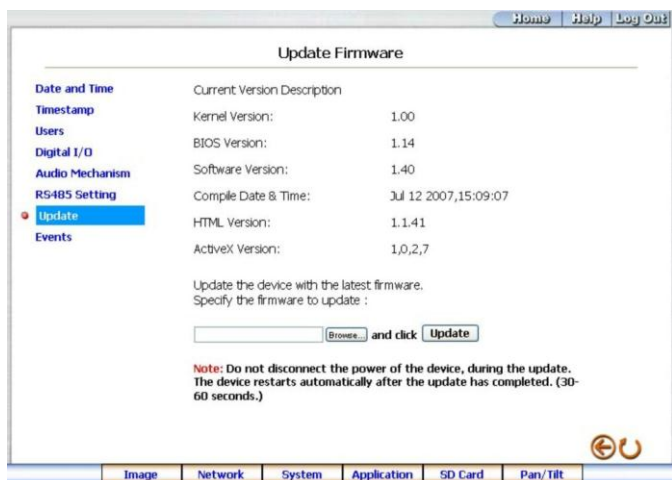 Home Help Log Out
Update Firmware
Date and Time
Timestamp
Users
Digital I/O
Audio Mechanism
RS485 Setting
Update
Events
Current Version Description
Kernel Version: 1.00
BIOS Version: 1.14
Software Version: 1.40
Compile Date & Time: Jul 12 2007,15:09:07
HTML Version: 1.1.41
ActiveX Version: 1,0,2,7
Update the device with the latest firmware.
Specify the firmware to update :
Browse... and click Update
Note: Do not disconnect the power of the device, during the update.
The device restarts automatically after the update has completed. (30-
60 seconds.)
Image Network System Application SD Card Pan/Tilt